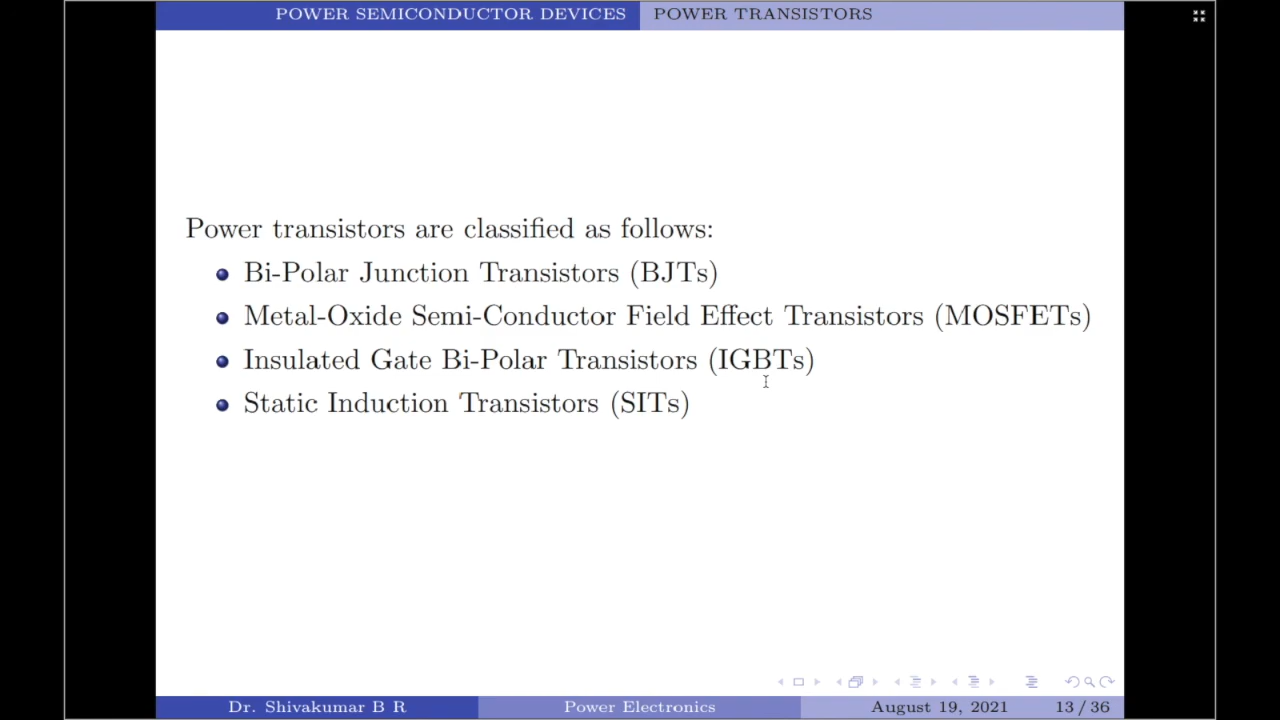 POWER SEMICONDUCTOR DEVICES POWER TRANSISTORS
Power transistors are classified as follows:
Bi-Polar Junction Transistors (BJTs)
Metal-Oxide Semi-Conductor Field Effect Transistors (MOSFETs)
Insulated Gate Bi-Polar Transistors (IGBTs)
Static Induction Transistors (SITs)
Dr. Shivakumar B R Power Electronics August 19, 2021 13 / 36